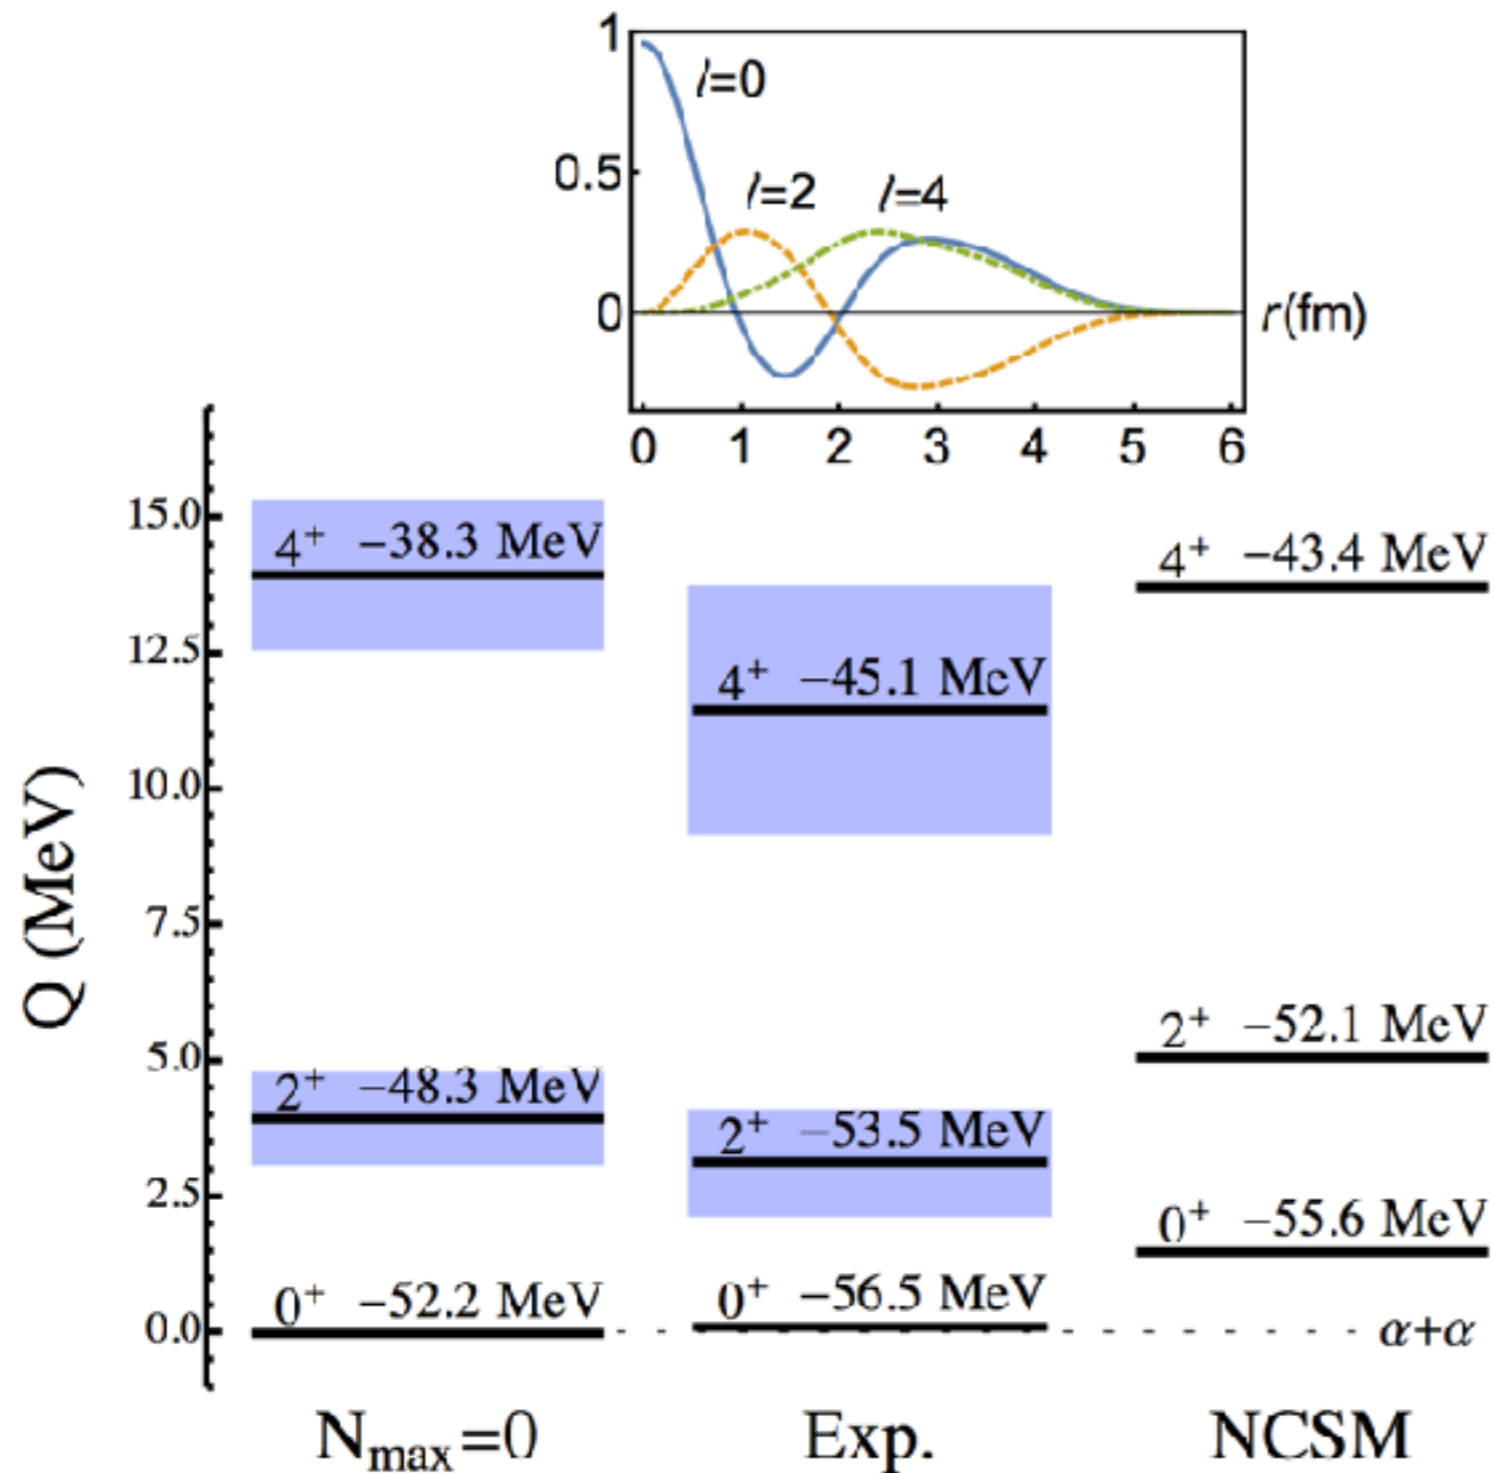 1
l=0
0.5
l=2
l=4
0
r(fm)
0 1 2 3 4 5 6
15.0
4⁺ −38.3 MeV
4⁺ −43.4 MeV
12.5
4⁺ −45.1 MeV
10.0
Q (MeV)
7.5
5.0
2⁺ −48.3 MeV
2⁺ −53.5 MeV
2⁺ −52.1 MeV
2.5
0⁺ −52.2 MeV
0⁺ −56.5 MeV
0⁺ −55.6 MeV
0.0
α+α
Nmax=0 Exp. NCSM